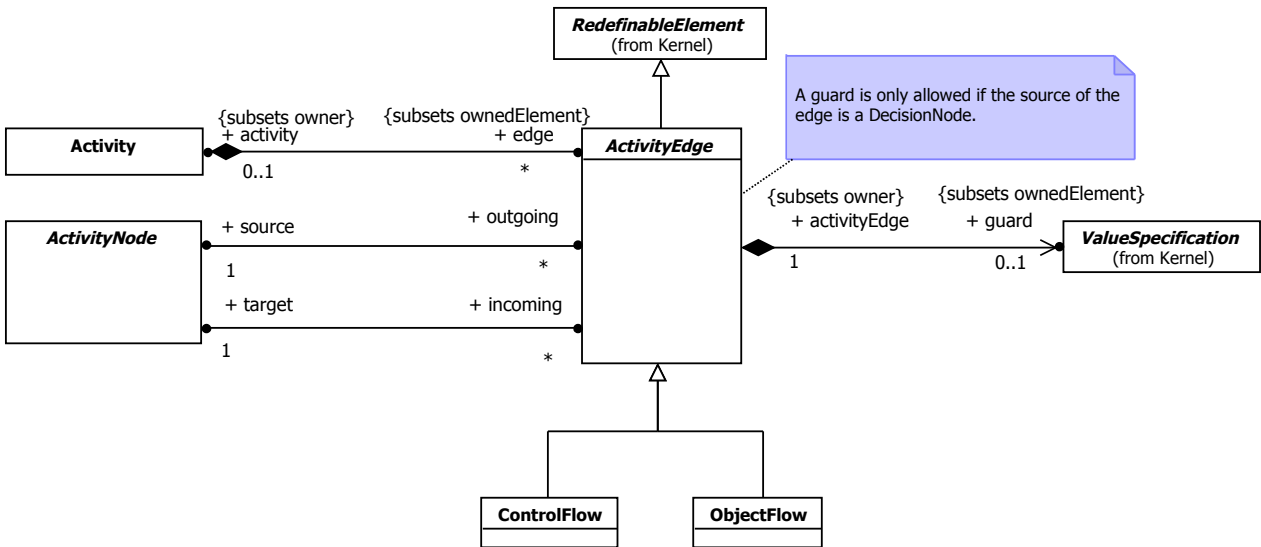 RedefinableElement
(from Kernel)
A guard is only allowed if the source of the
edge is a DecisionNode.
{subsets owner}
{subsets ownedElement}
+ activity
+ edge
Activity
ActivityEdge
0..1
*
{subsets owner}
{subsets ownedElement}
+ source
+ outgoing
+ activityEdge
+ guard
ActivityNode
ValueSpecification
(from Kernel)
1
*
1
0..1
+ target
+ incoming
1
*
ControlFlow
ObjectFlow